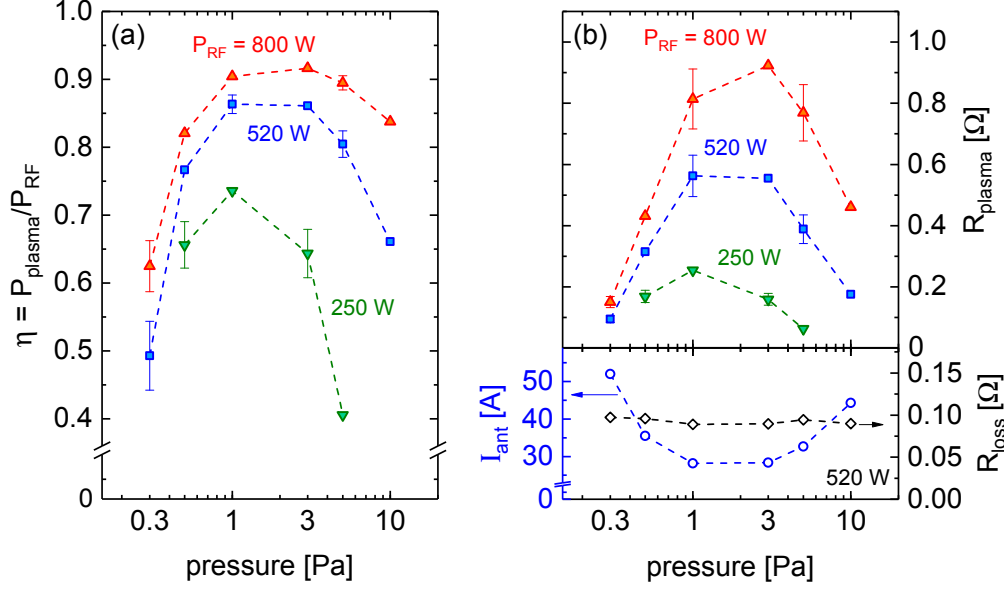 (a)
P_RF = 800 W
520 W
250 W
η = P_plasma/P_RF
1.0
0.9
0.8
0.7
0.6
0.5
0.4
0
0.3
1
3
10
pressure [Pa]
(b)
P_RF = 800 W
520 W
250 W
R_plasma [Ω]
1.0
0.8
0.6
0.4
0.2
0
I_ant [A]
50
40
30
0
R_loss [Ω]
0.15
0.10
0.05
0.00
520 W
0.3
1
3
10
pressure [Pa]